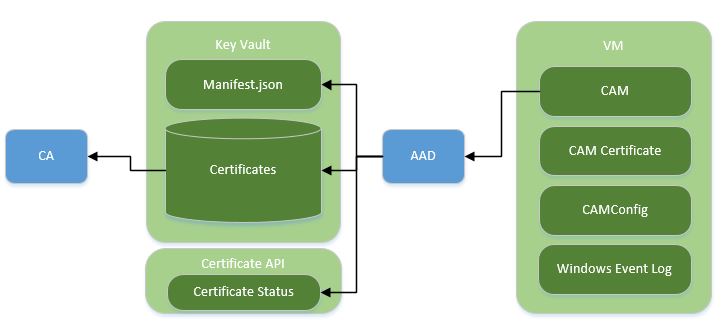 Key Vault
Manifest.json
Certificates
CA
Certificate API
Certificate Status
AAD
VM
CAM
CAM Certificate
CAMConfig
Windows Event Log